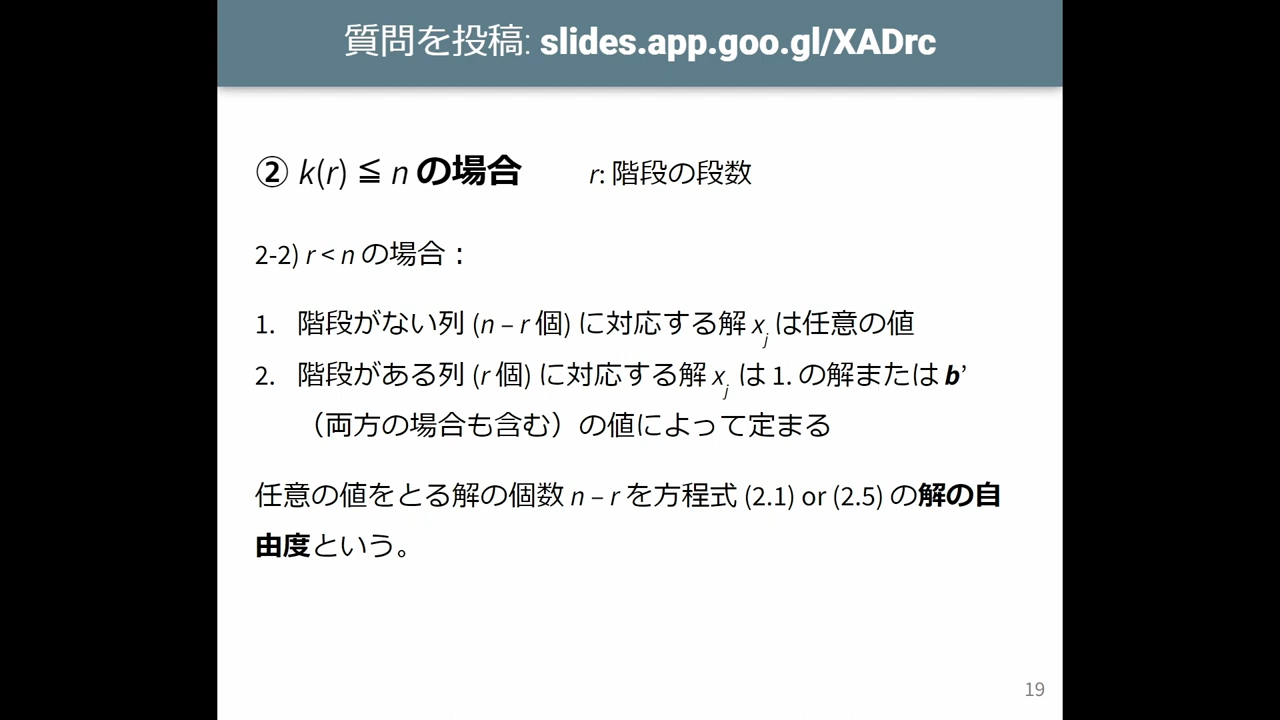 質問を投稿: slides.app.goo.gl/XADrc
② k(r) ≦ n の場合 r: 階段の段数
2-2) r < n の場合：
1. 階段がない列 (n – r 個) に対応する解 xj は任意の値
2. 階段がある列 (r 個) に対応する解 xj は 1. の解または b’
（両方の場合も含む）の値によって定まる
任意の値をとる解の個数 n – r を方程式 (2.1) or (2.5) の解の自
由度という。
19